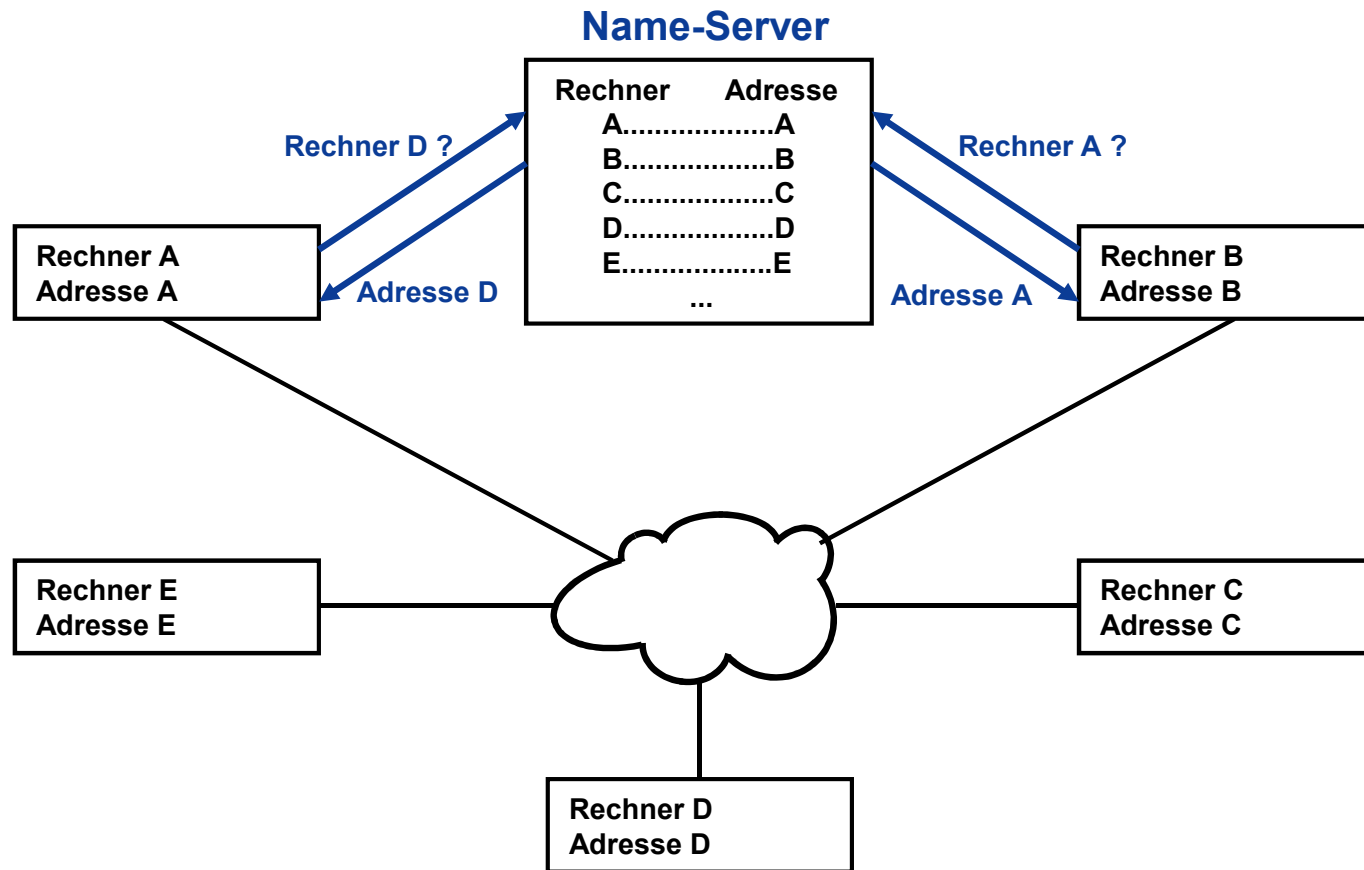 Name-Server
Rechner Adresse
A...................A
Rechner D ?
Rechner A ?
B...................B
C...................C
D...................D
E...................E
...
Rechner A
Adresse A
Adresse D
Adresse A
Rechner B
Adresse B
Rechner E
Adresse E
Rechner C
Adresse C
Rechner D
Adresse D